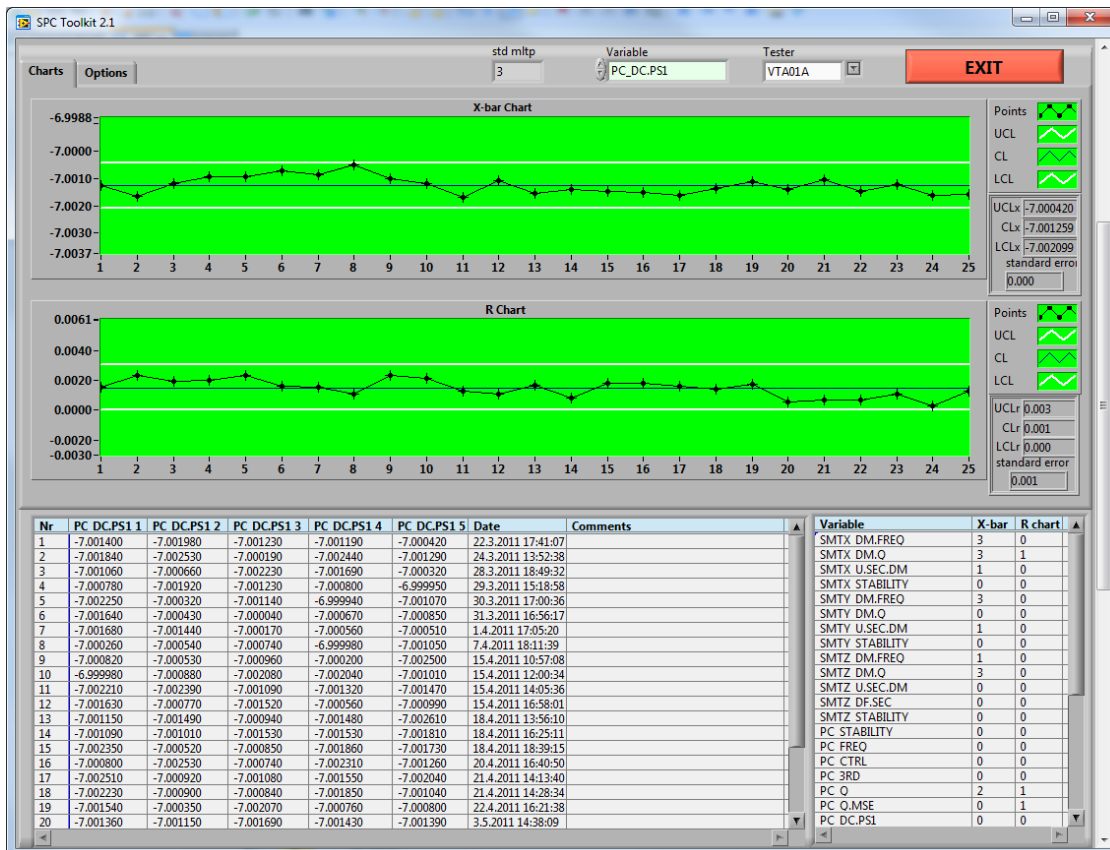 SPC Toolkit 2.1
std mltp Variable Tester
Charts Options 3 PC_DC.PS1 VTA01A EXIT
X-bar Chart
-6.9988
-7.0000
-7.0010
-7.0020
-7.0030
-7.0037
1 2 3 4 5 6 7 8 9 10 11 12 13 14 15 16 17 18 19 20 21 22 23 24 25
Points
UCL
CL
LCL
UCLx -7.000420
CLx -7.001259
LCLx -7.002099
standard error
0.000
R Chart
0.0061
0.0040
0.0020
0.0000
-0.0020
-0.0030
1 2 3 4 5 6 7 8 9 10 11 12 13 14 15 16 17 18 19 20 21 22 23 24 25
Points
UCL
CL
LCL
UCLr 0.003
CLr 0.001
LCLr 0.000
standard error
0.001
Nr PC DC.PS1 1 PC DC.PS1 2 PC DC.PS1 3 PC DC.PS1 4 PC DC.PS1 5 Date Comments
1 -7.001400 -7.001980 -7.001230 -7.001190 -7.000420 22.3.2011 17:41:07
2 -7.001840 -7.002530 -7.000190 -7.002440 -7.001290 24.3.2011 13:52:38
3 -7.001060 -7.000660 -7.002230 -7.001690 -7.000320 28.3.2011 18:49:32
4 -7.000780 -7.001920 -7.001230 -7.000800 -6.999950 29.3.2011 15:18:58
5 -7.002250 -7.000320 -7.001140 -6.999940 -7.001070 30.3.2011 17:00:36
6 -7.001640 -7.000430 -7.000040 -7.000670 -7.000850 31.3.2011 16:56:17
7 -7.001680 -7.001440 -7.000170 -7.000560 -7.000510 1.4.2011 17:05:20
8 -7.000260 -7.000540 -7.000740 -6.999980 -7.001050 7.4.2011 18:11:39
9 -7.000820 -7.000530 -7.000960 -7.000200 -7.002500 15.4.2011 10:57:08
10 -6.999980 -7.000880 -7.002080 -7.002040 -7.001010 15.4.2011 12:00:34
11 -7.002210 -7.002390 -7.001090 -7.001320 -7.001470 15.4.2011 14:05:36
12 -7.001630 -7.000770 -7.001520 -7.000560 -7.000990 15.4.2011 16:58:01
13 -7.001150 -7.001490 -7.000940 -7.001480 -7.002610 18.4.2011 13:56:10
14 -7.001090 -7.001010 -7.001530 -7.001530 -7.001810 18.4.2011 16:25:11
15 -7.002350 -7.000520 -7.000850 -7.001860 -7.001730 18.4.2011 18:39:15
16 -7.000800 -7.002530 -7.000740 -7.002310 -7.001260 20.4.2011 16:40:50
17 -7.002510 -7.000920 -7.001080 -7.001550 -7.002040 21.4.2011 14:13:40
18 -7.002230 -7.000900 -7.000840 -7.001850 -7.001040 21.4.2011 14:28:34
19 -7.001540 -7.000350 -7.002070 -7.000760 -7.000800 22.4.2011 16:21:38
20 -7.001360 -7.001150 -7.001690 -7.001430 -7.001390 3.5.2011 14:38:09
Variable X-bar R chart
SMTX DM.FREQ 3 0
SMTX DM.Q 3 1
SMTX U.SEC.DM 1 0
SMTX STABILITY 0 0
SMTY DM.FREQ 3 0
SMTY DM.Q 0 0
SMTY U.SEC.DM 1 0
SMTY STABILITY 0 0
SMTZ DM.FREQ 1 0
SMTZ DM.Q 3 0
SMTZ U.SEC.DM 0 0
SMTZ DF.SEC 0 0
SMTZ STABILITY 0 0
PC STABILITY 0 0
PC FREQ 0 0
PC CTRL 0 0
PC 3RD 0 0
PC Q 2 1
PC Q.MSE 0 1
PC DC.PS1 0 0